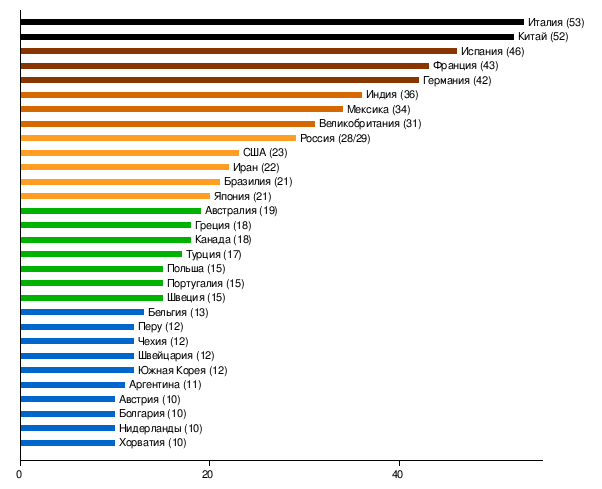 Италия (53)
Китай (52)
Испания (46)
Франция (43)
Германия (42)
Индия (36)
Мексика (34)
Великобритания (31)
Россия (28/29)
США (23)
Иран (22)
Бразилия (21)
Япония (21)
Австралия (19)
Греция (18)
Канада (18)
Турция (17)
Польша (15)
Португалия (15)
Швеция (15)
Бельгия (13)
Перу (12)
Чехия (12)
Швейцария (12)
Южная Корея (12)
Аргентина (11)
Австрия (10)
Болгария (10)
Нидерланды (10)
Хорватия (10)
0 20 40